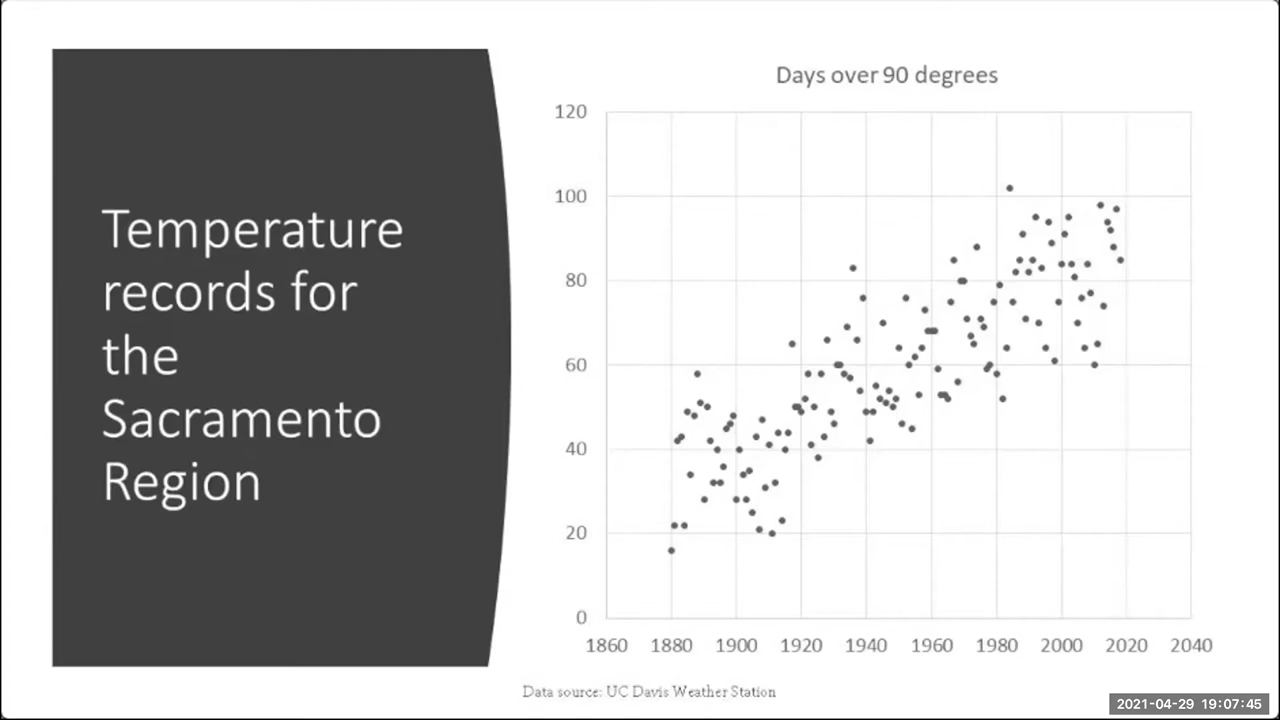 Temperature
records for
the
Sacramento
Region
Days over 90 degrees
120
100
80
60
40
20
0
1860 1880 1900 1920 1940 1960 1980 2000 2020 2040
Data source: UC Davis Weather Station
2021-04-29 19:07:45